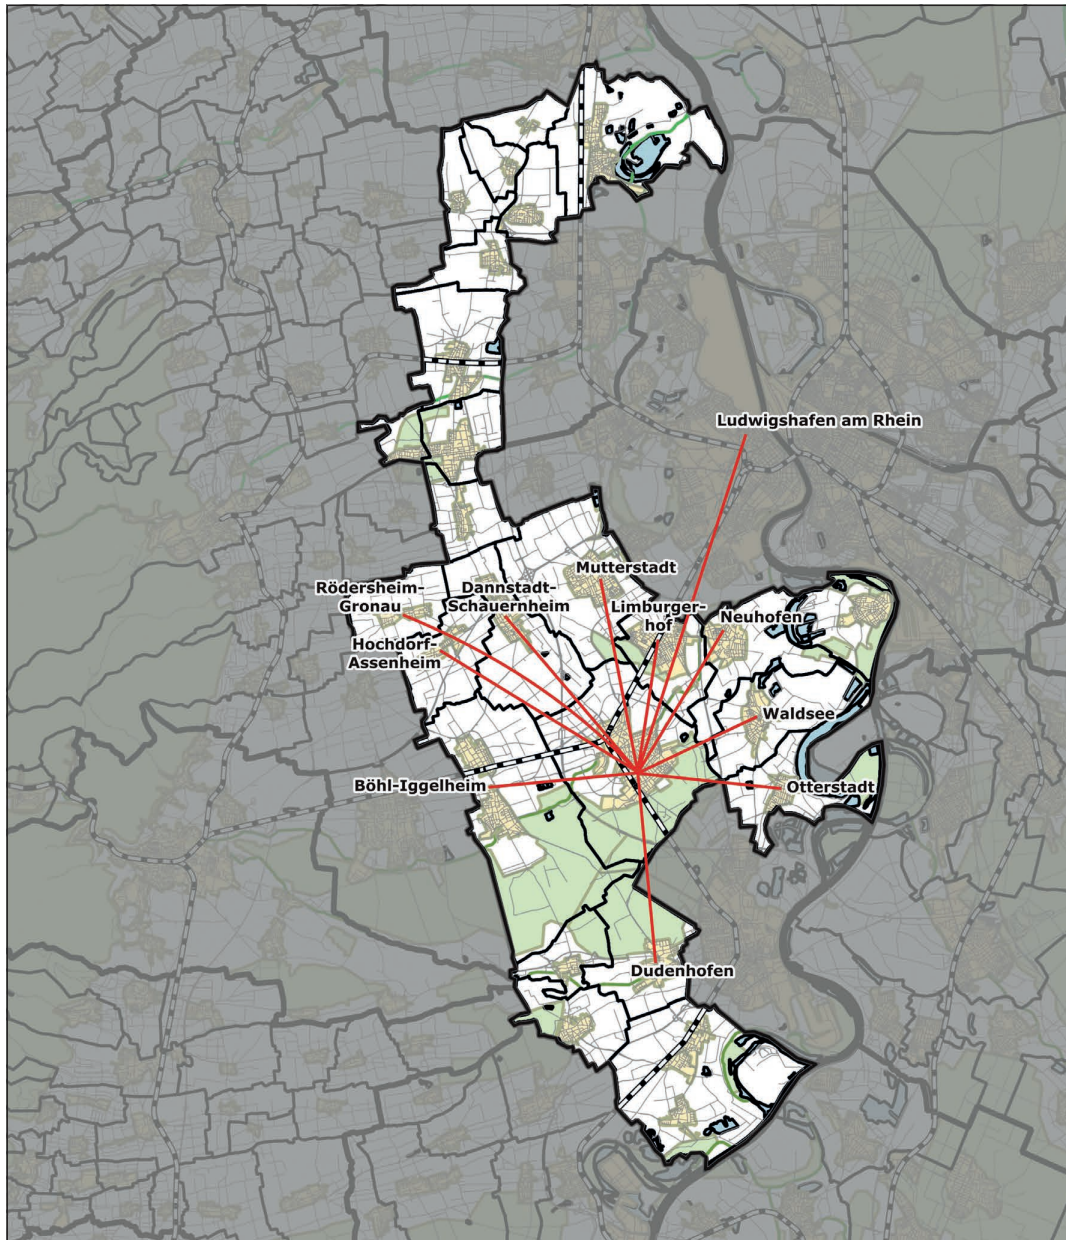 Ludwigshafen am Rhein
Mutterstadt
Rödersheim-
Gronau
Dannstadt-
Schauernheim
Limburger-
hof
Neuhofen
Hochdorf-
Assenheim
Waldsee
Böhl-Iggelheim
Otterstadt
Dudenhofen